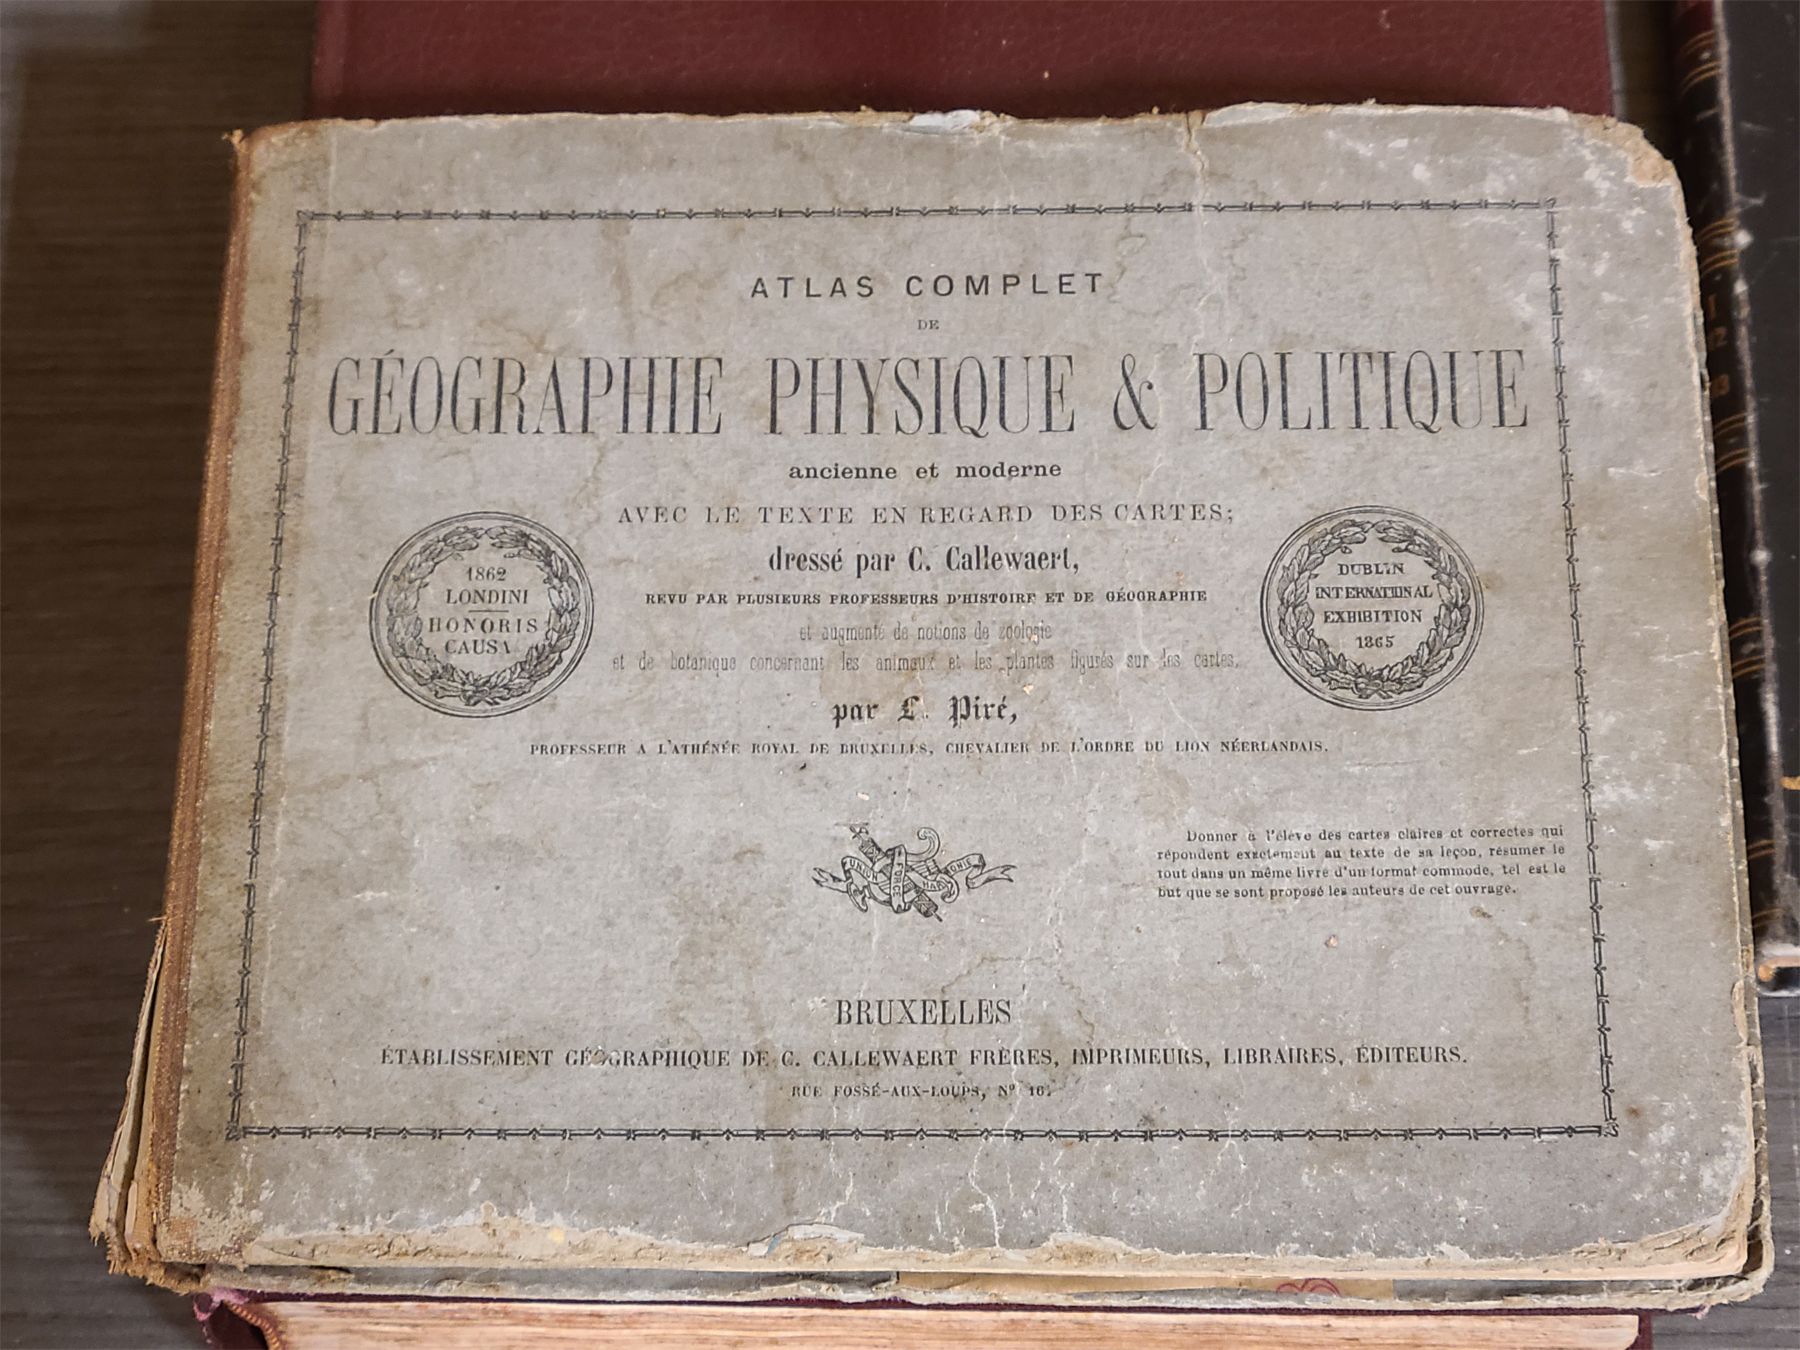 ATLAS COMPLET
DE
GÉOGRAPHIE PHYSIQUE & POLITIQUE
ancienne et moderne
AVEC LE TEXTE EN REGARD DES CARTES;
dressé par C. Callewaert,
REVU PAR PLUSIEURS PROFESSEURS D'HISTOIRE ET DE GÉOGRAPHIE
et augmenté de notions de zoologie
et de botanique concernant les animaux et les plantes figurés sur les cartes,
par L. Piré,
PROFESSEUR A L'ATHÉNÉE ROYAL DE BRUXELLES, CHEVALIER DE L'ORDRE DU LION NÉERLANDAIS.
1862
LONDINI
HONORIS
CAUSA
DUBLIN
INTERNATIONAL
EXHIBITION
1865
UNION FORCE HARMONIE
Donner à l'élève des cartes claires et correctes qui
répondent exactement au texte de sa leçon, résumer le
tout dans un même livre d'un format commode, tel est le
but que se sont proposé les auteurs de cet ouvrage.
BRUXELLES
ÉTABLISSEMENT GÉOGRAPHIQUE DE C. CALLEWAERT FRÈRES, IMPRIMEURS, LIBRAIRES, ÉDITEURS.
RUE FOSSÉ-AUX-LOUPS, Nº 16.